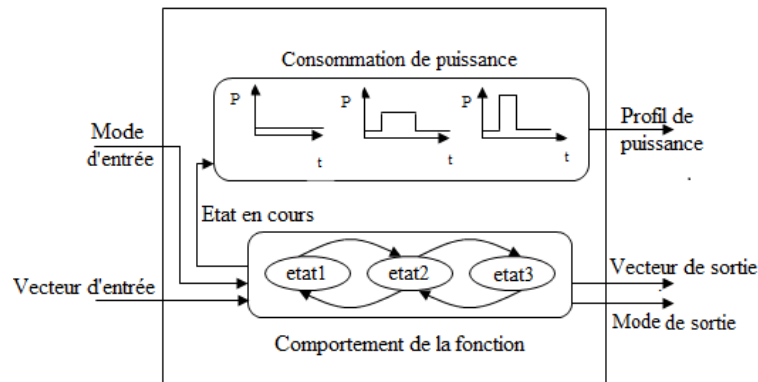 Consommation de puissance
P
P
P
t
t
t
Profil de
puissance
Mode
d'entrée
Etat en cours
etat1
etat2
etat3
Vecteur d'entrée
Vecteur de sortie
Mode de sortie
Comportement de la fonction